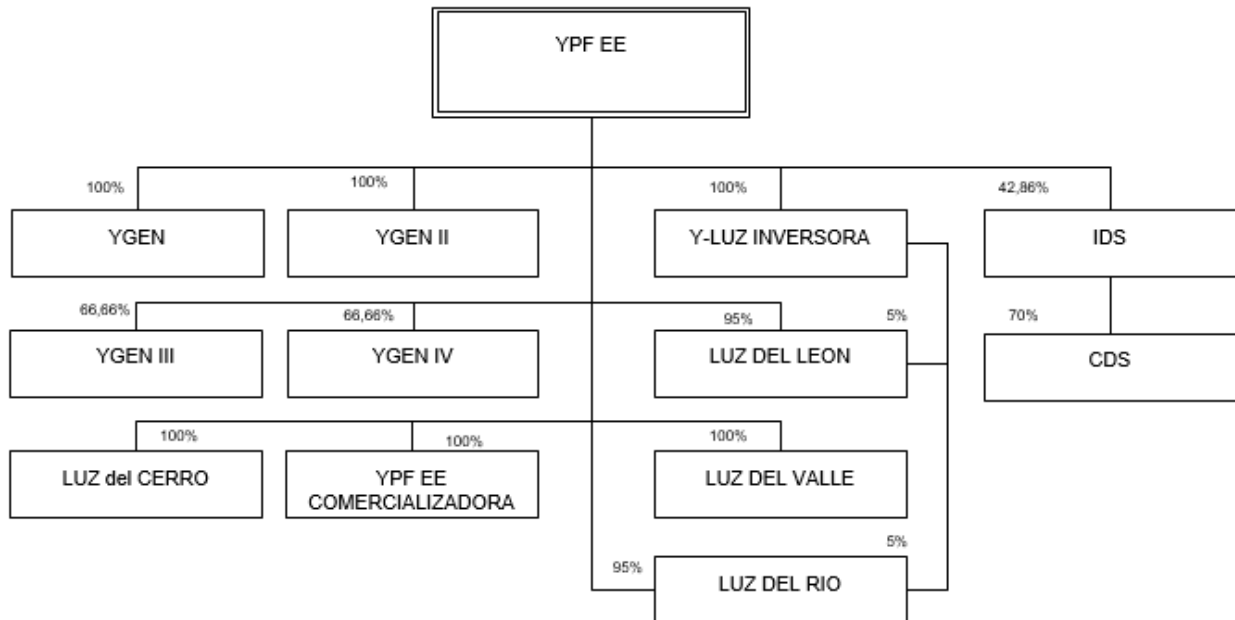 YPF EE
100%
100%
100%
42,86%
YGEN
YGEN II
Y-LUZ INVERSORA
IDS
66,66%
66,66%
95%
5%
70%
YGEN III
YGEN IV
LUZ DEL LEON
CDS
100%
100%
100%
LUZ del CERRO
YPF EE
COMERCIALIZADORA
LUZ DEL VALLE
5%
95%
LUZ DEL RIO